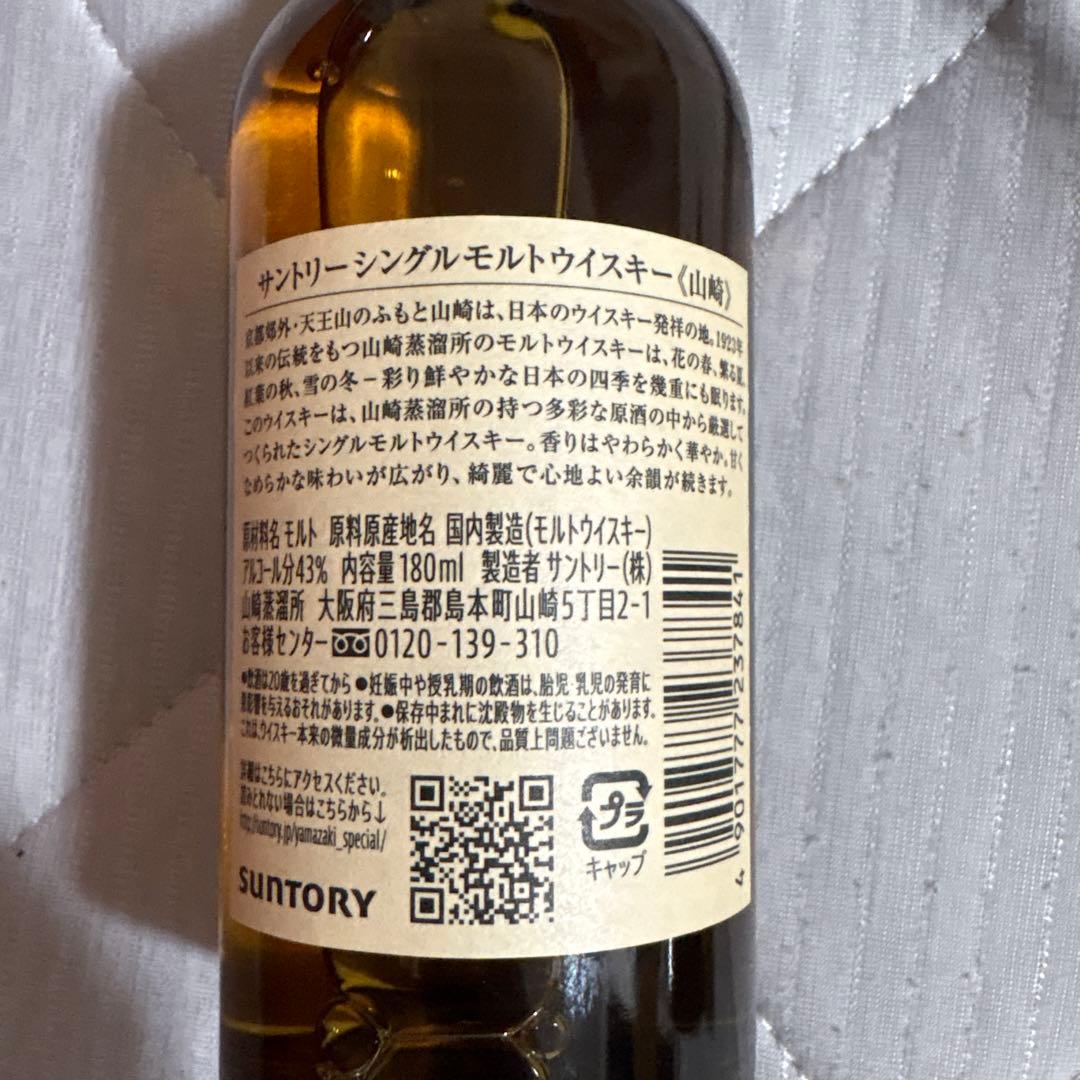 サントリーシングルモルトウイスキー《山崎》
京都郊外・天王山のふもと山崎は、日本のウイスキー発祥の地。1923年
以来の伝統をもつ山崎蒸溜所のモルトウイスキーは、花の春、繁る夏、
紅葉の秋、雪の冬−彩り鮮やかな日本の四季を幾重にも眠ります。
このウイスキーは、山崎蒸溜所の持つ多彩な原酒の中から厳選して
つくられたシングルモルトウイスキー。香りはやわらかく華やか。甘く
なめらかな味わいが広がり、綺麗で心地よい余韻が続きます。
原材料名 モルト 原料原産地名 国内製造(モルトウイスキー)
アルコール分43% 内容量180ml 製造者 サントリー(株)
山崎蒸溜所 大阪府三島郡島本町山崎5丁目2-1
お客様センター 0120-139-310
●飲酒は20歳を過ぎてから ●妊娠中や授乳期の飲酒は、胎児・乳児の発育に
悪影響を与えるおそれがあります。●保存中まれに沈殿物を生じることがあります。
これは、ウイスキー本来の微量成分が析出したもので、品質上問題ございません。
詳細はこちらにアクセスください。
読みとれない場合はこちらから↓
http://suntory.jp/yamazaki_special/
SUNTORY
プラ
キャップ
4 901777 237841